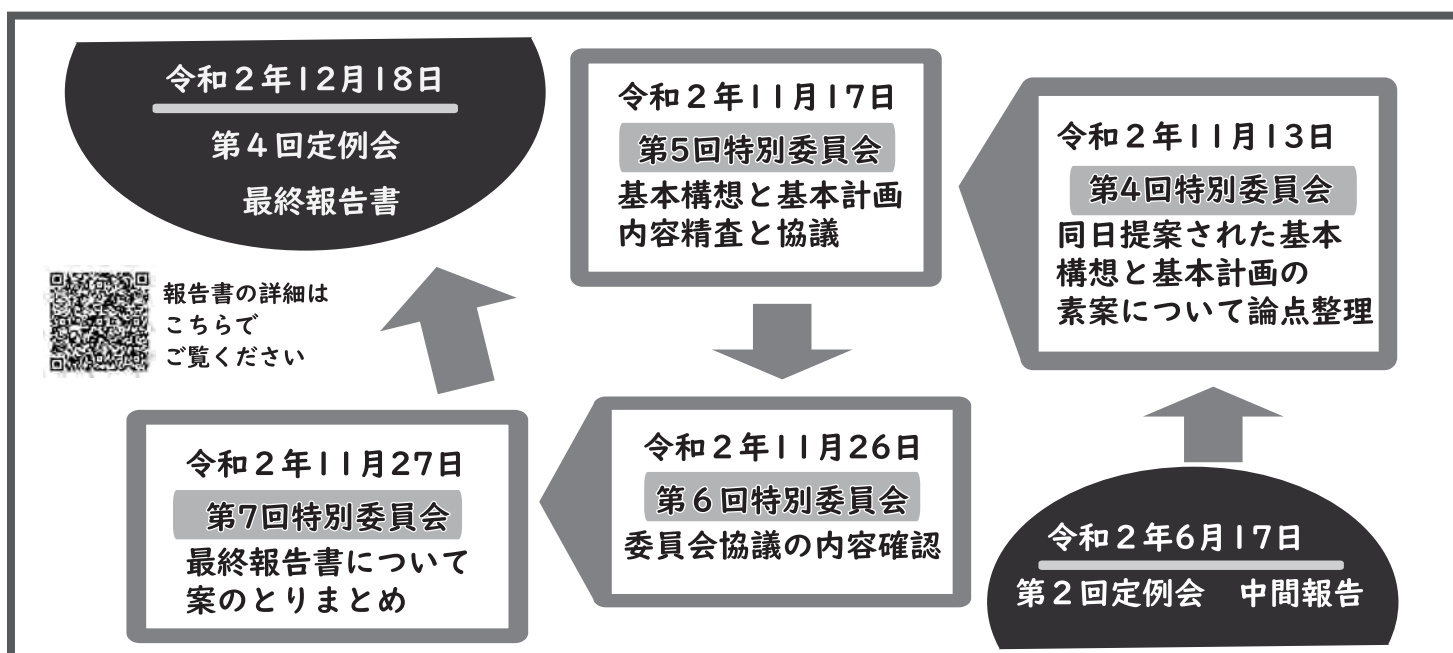 令和２年12月18日
第４回定例会
最終報告書
報告書の詳細は
こちらで
ご覧ください
令和２年11月17日
第5回特別委員会
基本構想と基本計画
内容精査と協議
令和２年11月13日
第4回特別委員会
同日提案された基本
構想と基本計画の
素案について論点整理
令和２年11月27日
第7回特別委員会
最終報告書について
案のとりまとめ
令和２年11月26日
第６回特別委員会
委員会協議の内容確認
令和２年6月17日
第２回定例会　中間報告